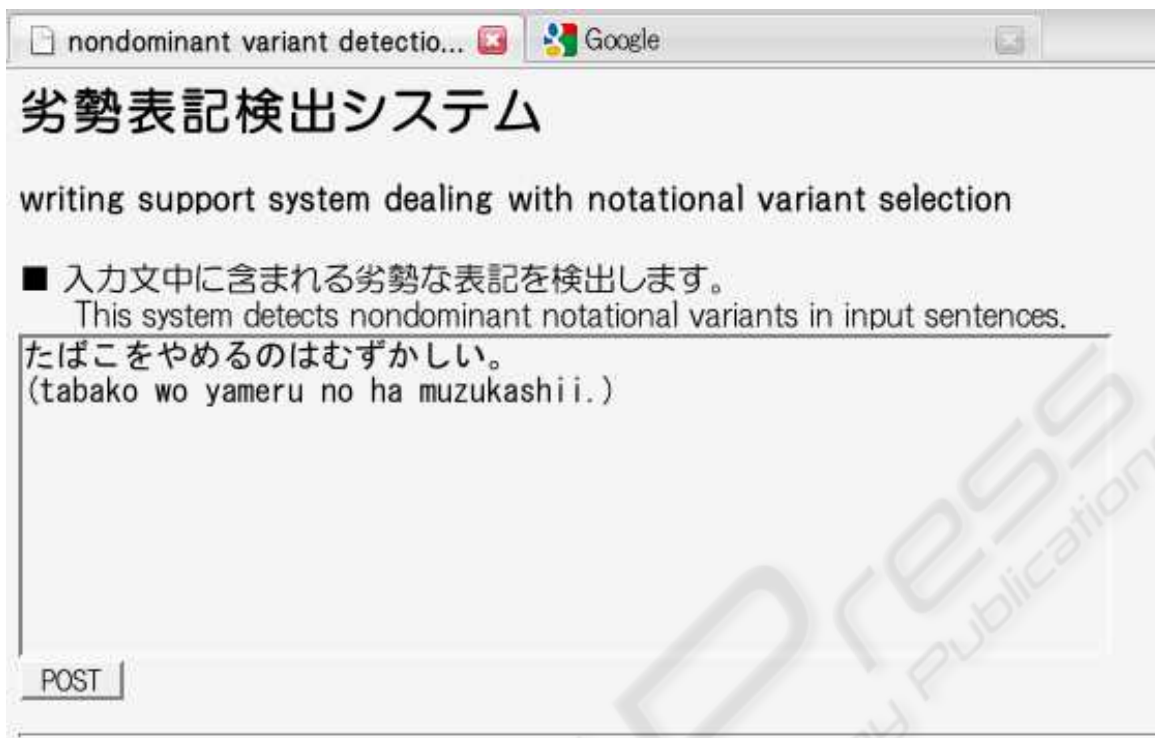 nondominant variant detectio... Google
劣勢表記検出システム
writing support system dealing with notational variant selection
■ 入力文中に含まれる劣勢な表記を検出します。
This system detects nondominant notational variants in input sentences.
たばこをやめるのはむずかしい。
(tabako wo yameru no ha muzukashii.)
POST
Press
Publications